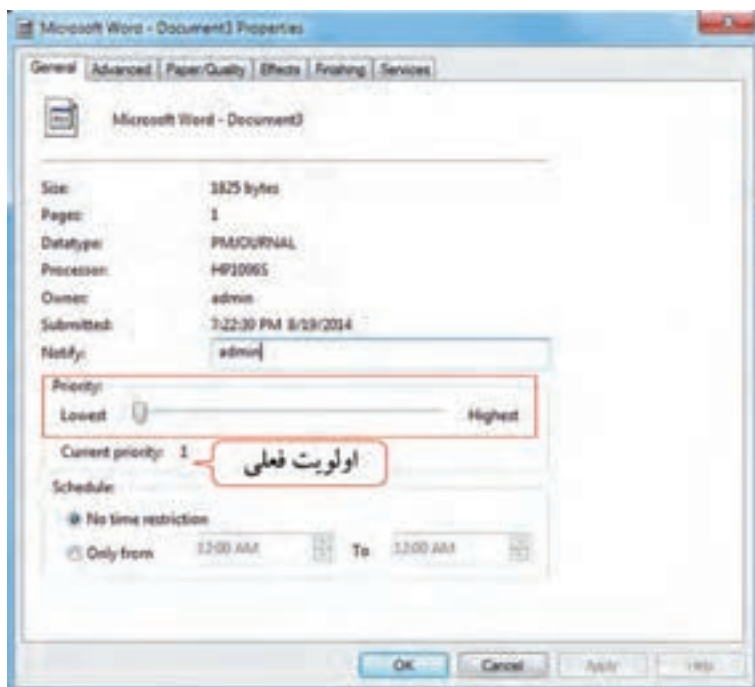 Microsoft Word - Document3 Properties
General Advanced Paper/Quality Effects Finishing Services
Microsoft Word - Document3
Size: 1825 bytes
Pages: 1
Datatype: PMJOURNAL
Processor: HP1006S
Owner: admin
Submitted: 7:22:30 PM 8/19/2014
Notify: admin
Priority:
Lowest Highest
Current priority: 1
اولویت فعلی
Schedule:
No time restriction
Only from 12:00 AM To 12:00 AM
OK Cancel Apply Help